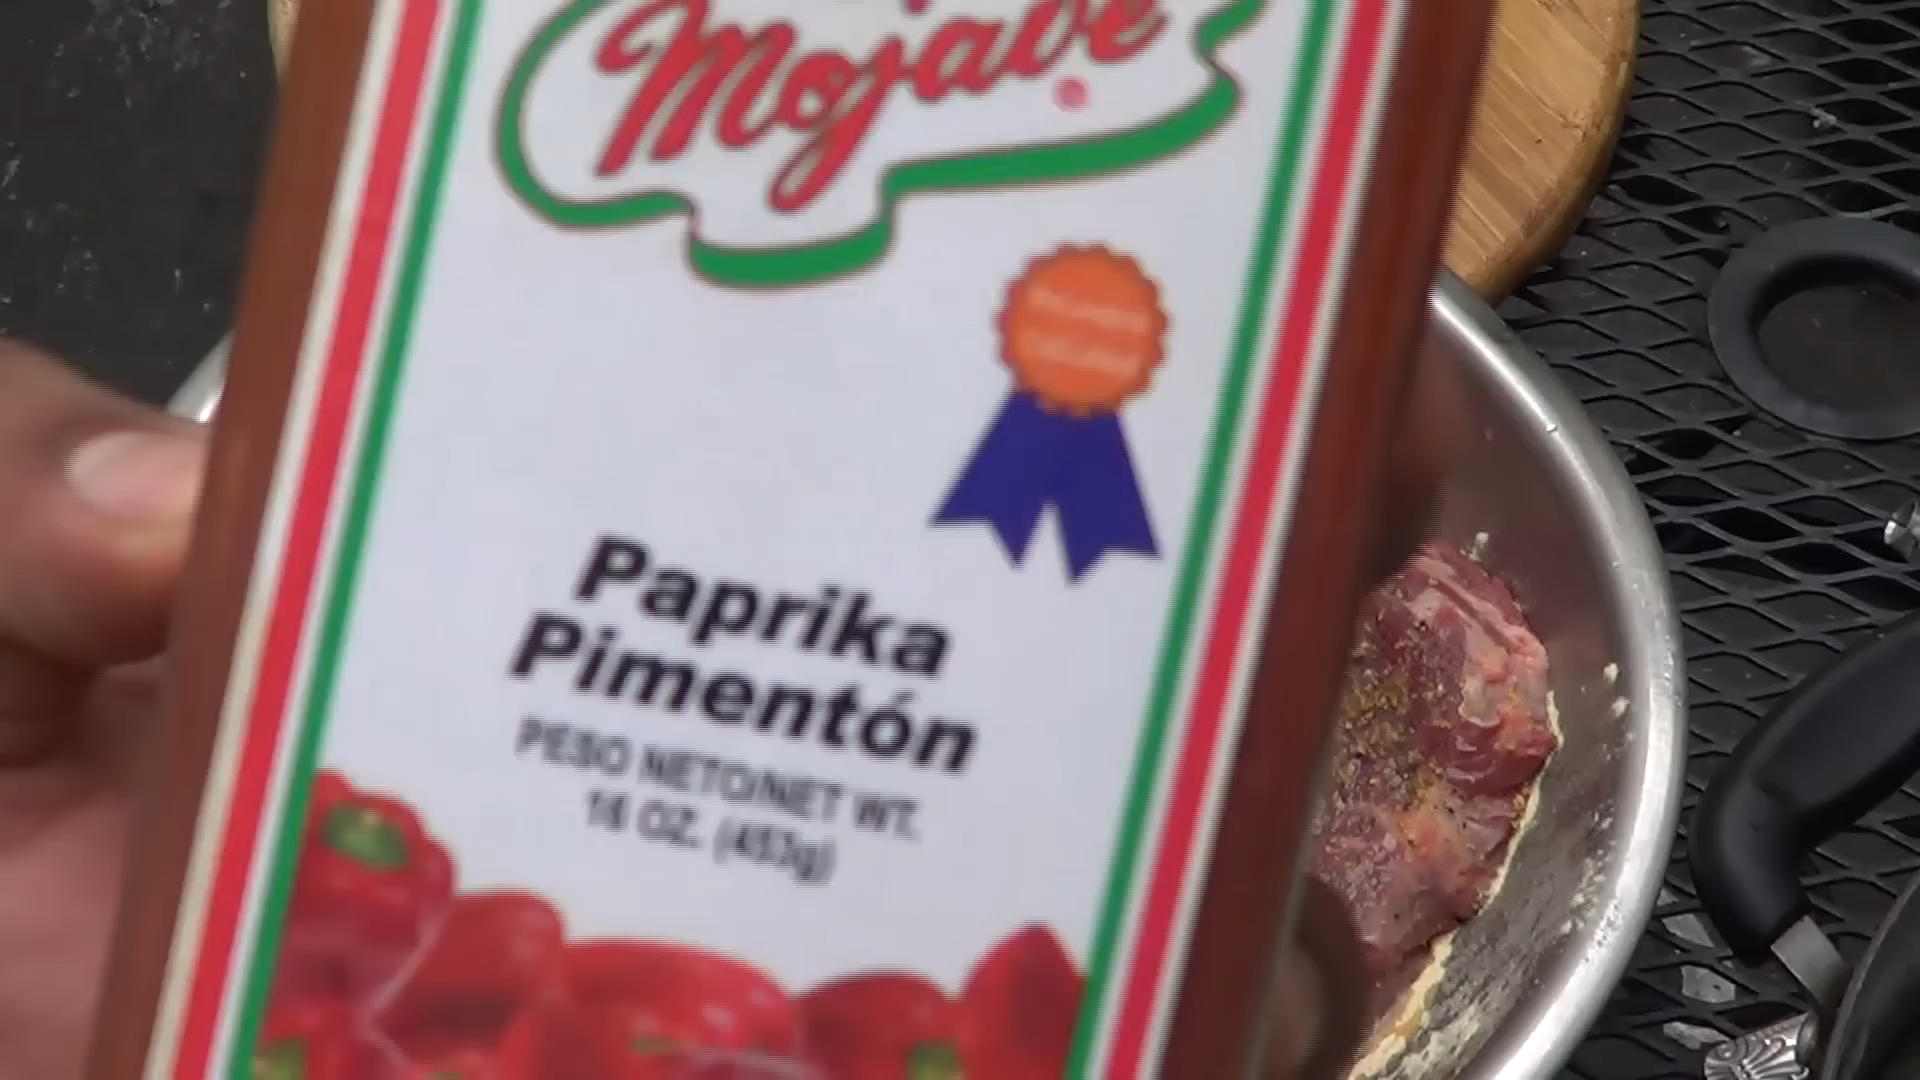 Mojave
®
Paprika
Pimentón
PESO NETO/NET WT.
16 OZ. (453g)